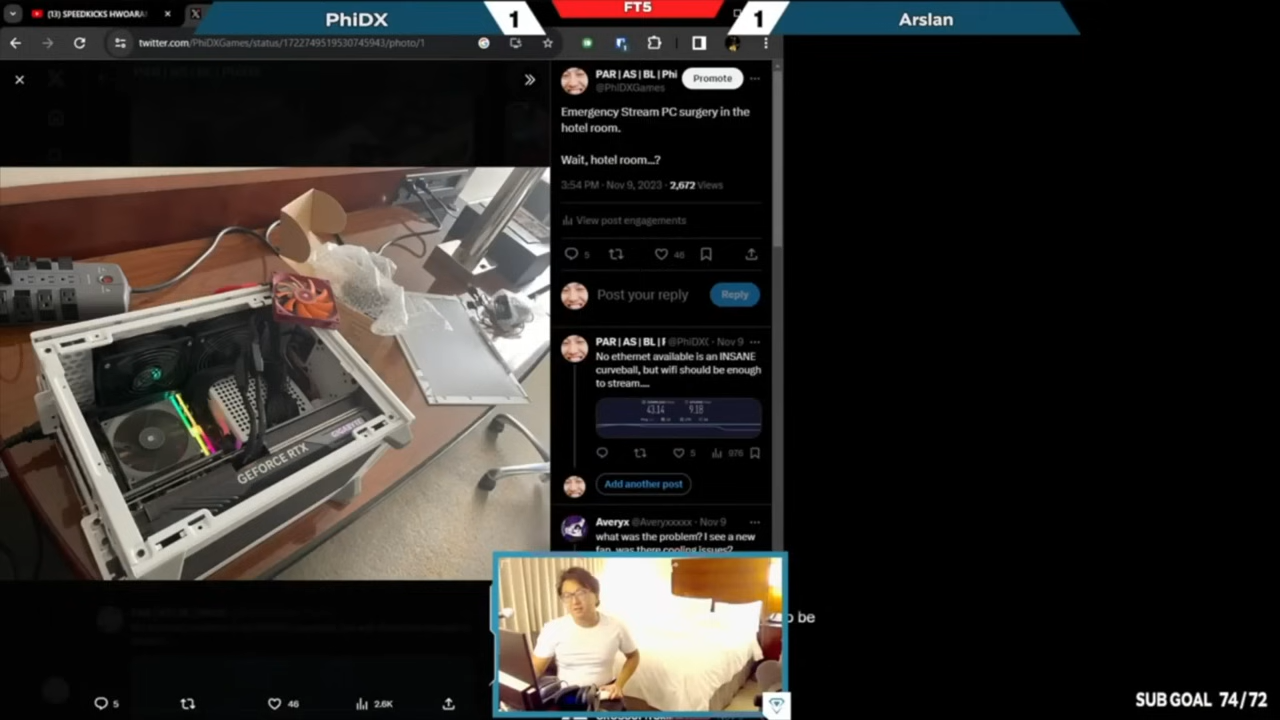 PhiDX
1
FT5
1
Arslan
(13) SPEEDKICKS HWOARA
twitter.com/PhiDXGames/status/1722749519530745943/photo/1
PAR | AS | BL | Phi
@PhiDXGames
Promote
Emergency Stream PC surgery in the
hotel room.
Wait, hotel room...?
3:54 PM · Nov 9, 2023 · 2,672 Views
View post engagements
5
46
Post your reply
Reply
PAR | AS | BL | F @PhiDX( · Nov 9
No ethernet available is an INSANE
curveball, but wifi should be enough
to stream....
43.14
9.18
5
976
Add another post
Averyx @Averyxxxxx · Nov 9
what was the problem? I see a new
fan, was there cooling issues?
GEFORCE RTX
GIGABYTE
be
5
46
2.6K
SUB GOAL 74/72